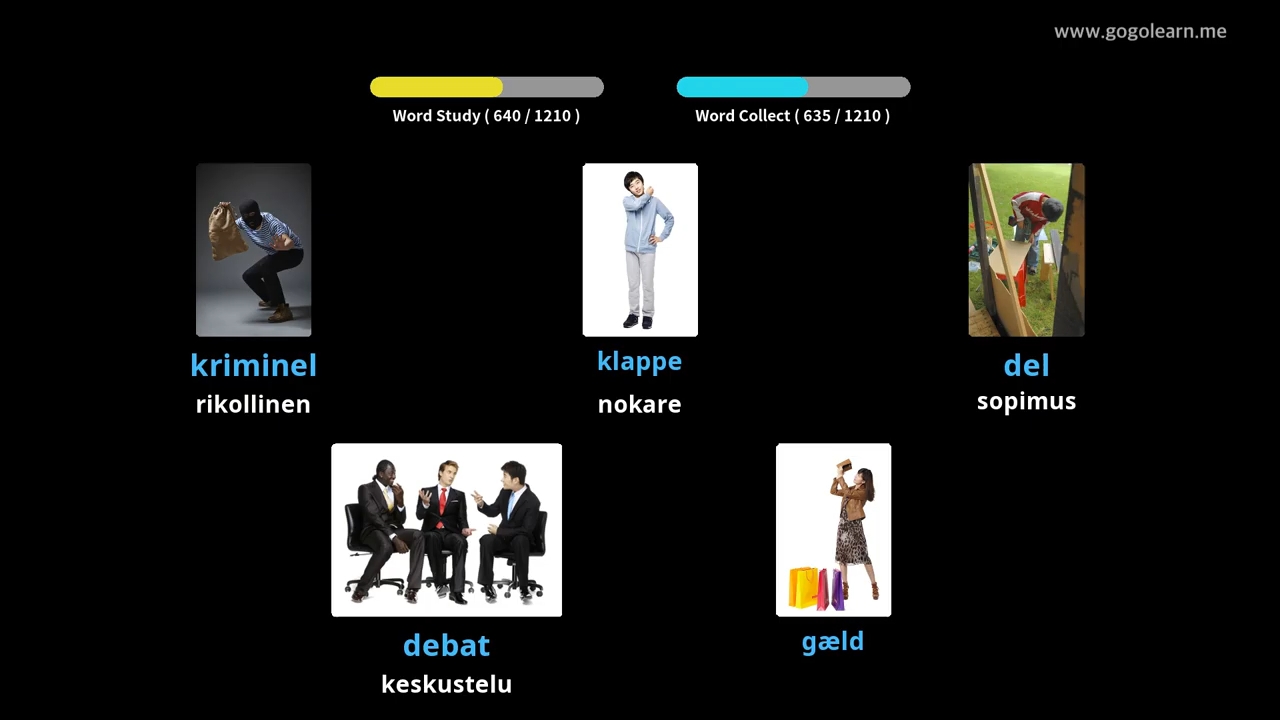 www.gogolearn.me
Word Study ( 640 / 1210 )
Word Collect ( 635 / 1210 )
kriminel
rikollinen
klappe
nokare
del
sopimus
debat
keskustelu
gæld